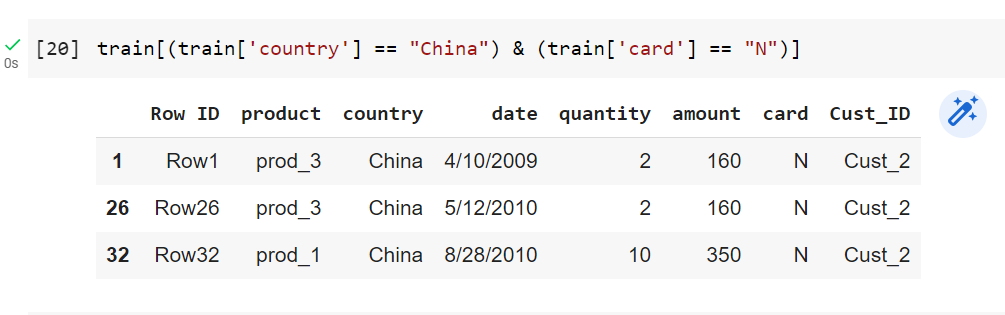 [20] train[(train['country'] == "China") & (train['card'] == "N")]
0s
Row ID product country date quantity amount card Cust_ID
1 Row1 prod_3 China 4/10/2009 2 160 N Cust_2
26 Row26 prod_3 China 5/12/2010 2 160 N Cust_2
32 Row32 prod_1 China 8/28/2010 10 350 N Cust_2